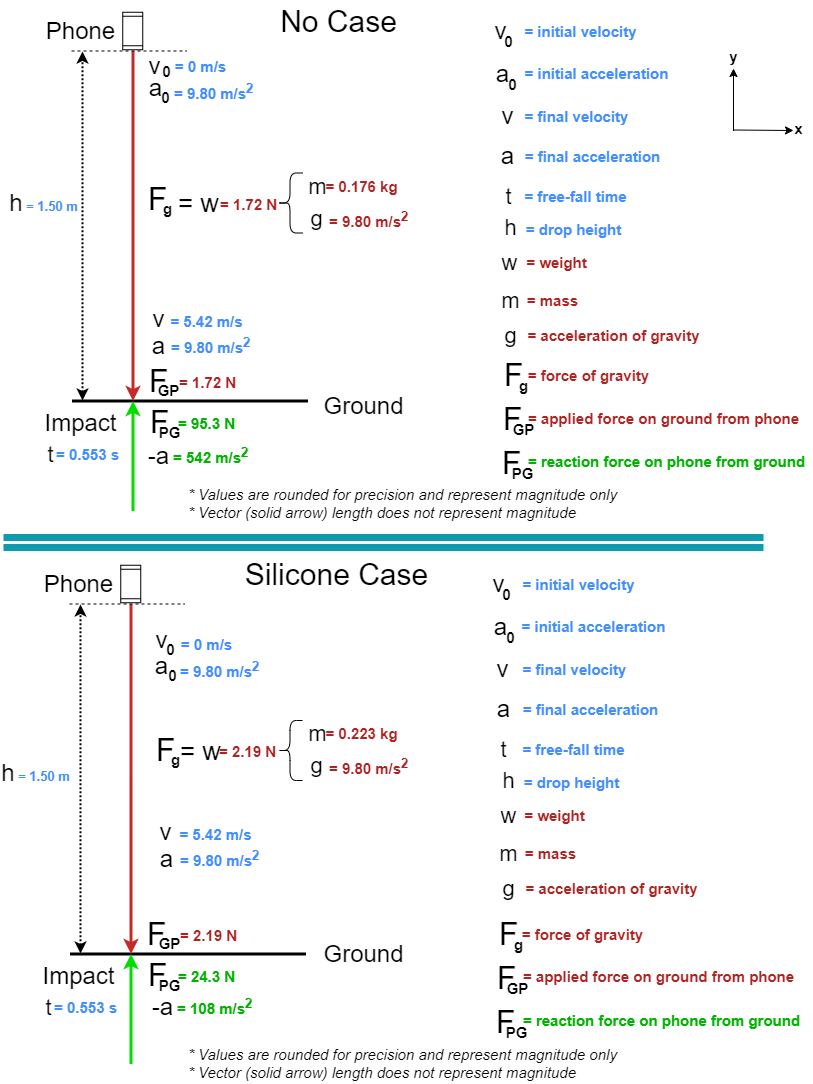 No Case
Phone
v0 = 0 m/s
a0 = 9.80 m/s2
h = 1.50 m
Fg = w = 1.72 N
m = 0.176 kg
g = 9.80 m/s2
v = 5.42 m/s
a = 9.80 m/s2
FGP = 1.72 N
Ground
Impact
FPG = 95.3 N
t = 0.553 s
-a = 542 m/s2
v0 = initial velocity
a0 = initial acceleration
v = final velocity
a = final acceleration
t = free-fall time
h = drop height
w = weight
m = mass
g = acceleration of gravity
Fg = force of gravity
FGP = applied force on ground from phone
FPG = reaction force on phone from ground
y
x
* Values are rounded for precision and represent magnitude only
* Vector (solid arrow) length does not represent magnitude
Silicone Case
Phone
v0 = 0 m/s
a0 = 9.80 m/s2
h = 1.50 m
Fg = w = 2.19 N
m = 0.223 kg
g = 9.80 m/s2
v = 5.42 m/s
a = 9.80 m/s2
FGP = 2.19 N
Ground
Impact
FPG = 24.3 N
t = 0.553 s
-a = 108 m/s2
v0 = initial velocity
a0 = initial acceleration
v = final velocity
a = final acceleration
t = free-fall time
h = drop height
w = weight
m = mass
g = acceleration of gravity
Fg = force of gravity
FGP = applied force on ground from phone
FPG = reaction force on phone from ground
* Values are rounded for precision and represent magnitude only
* Vector (solid arrow) length does not represent magnitude